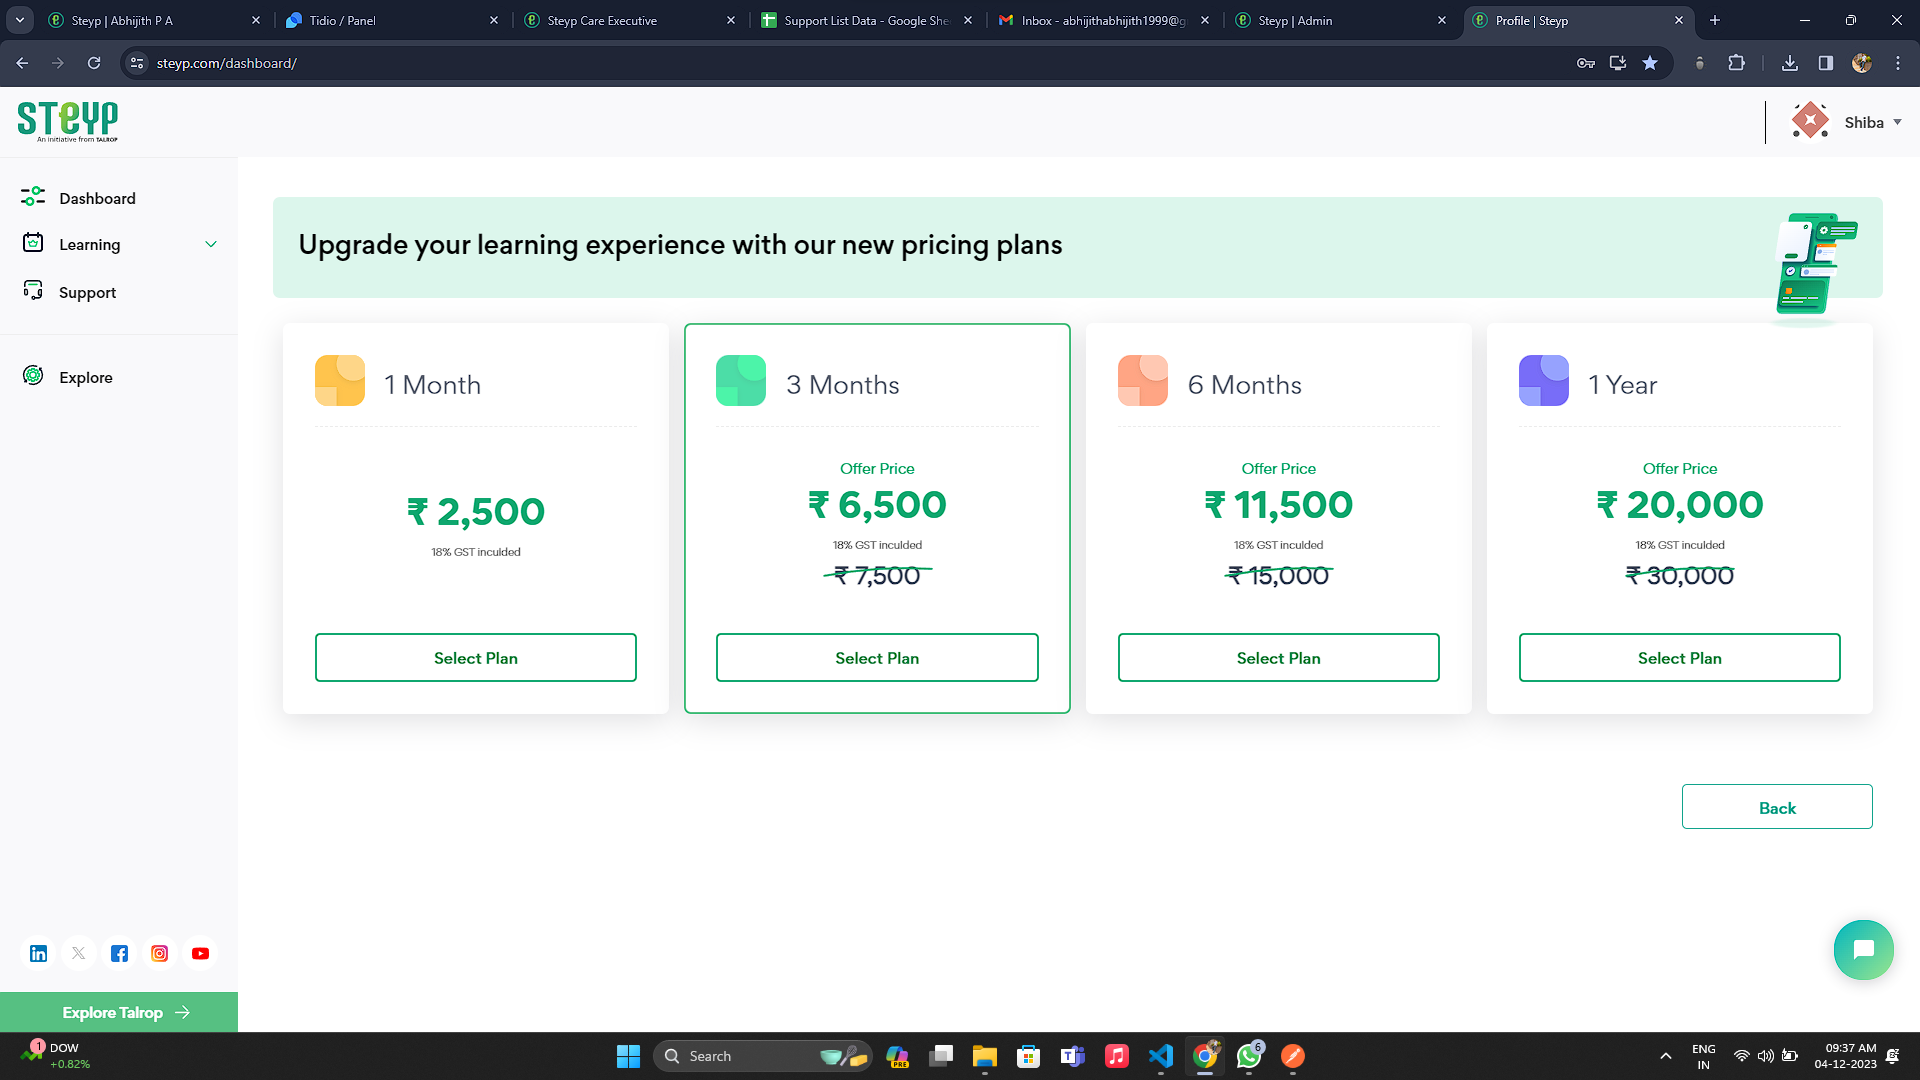 Steyp | Abhijith P A
Tidio / Panel
Steyp Care Executive
Support List Data - Google She
Inbox - abhijithabhijith1999@g
Steyp | Admin
Profile | Steyp
steyp.com/dashboard/
STEYP
An initiative from TALROP
Shiba
Dashboard
Learning
Support
Explore
Upgrade your learning experience with our new pricing plans
1 Month
₹ 2,500
18% GST inculded
Select Plan
3 Months
Offer Price
₹ 6,500
18% GST inculded
₹ 7,500
Select Plan
6 Months
Offer Price
₹ 11,500
18% GST inculded
₹ 15,000
Select Plan
1 Year
Offer Price
₹ 20,000
18% GST inculded
₹ 30,000
Select Plan
Back
Explore Talrop
1
DOW
+0.82%
Search
PRE
6
ENG
IN
09:37 AM
04-12-2023